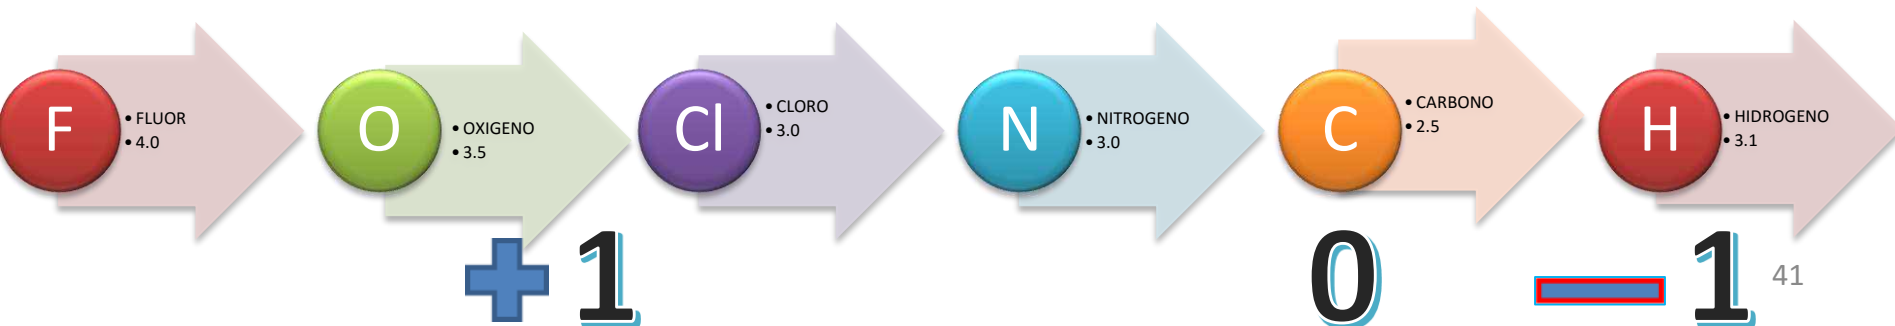 F
• FLUOR
• 4.0
O
• OXIGENO
• 3.5
Cl
• CLORO
• 3.0
N
• NITROGENO
• 3.0
C
• CARBONO
• 2.5
H
• HIDROGENO
• 3.1
+ 1
0
- 1
41